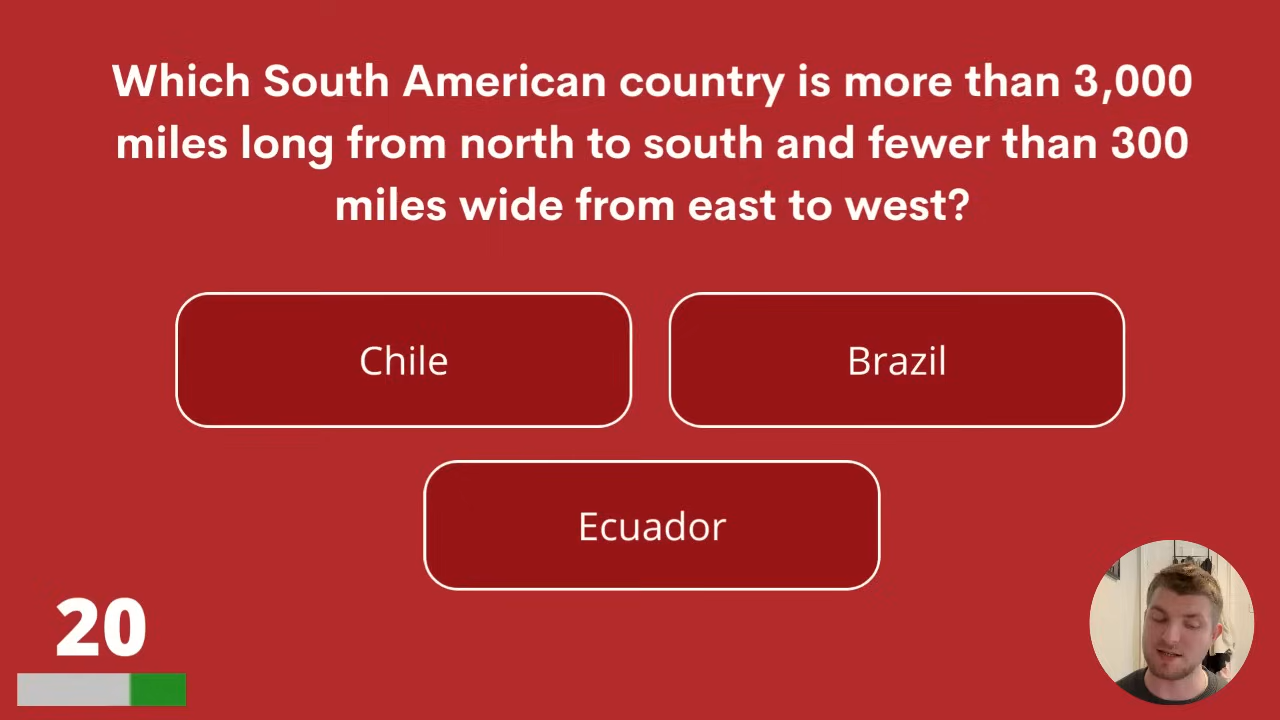 Which South American country is more than 3,000
miles long from north to south and fewer than 300
miles wide from east to west?
Chile
Brazil
Ecuador
20